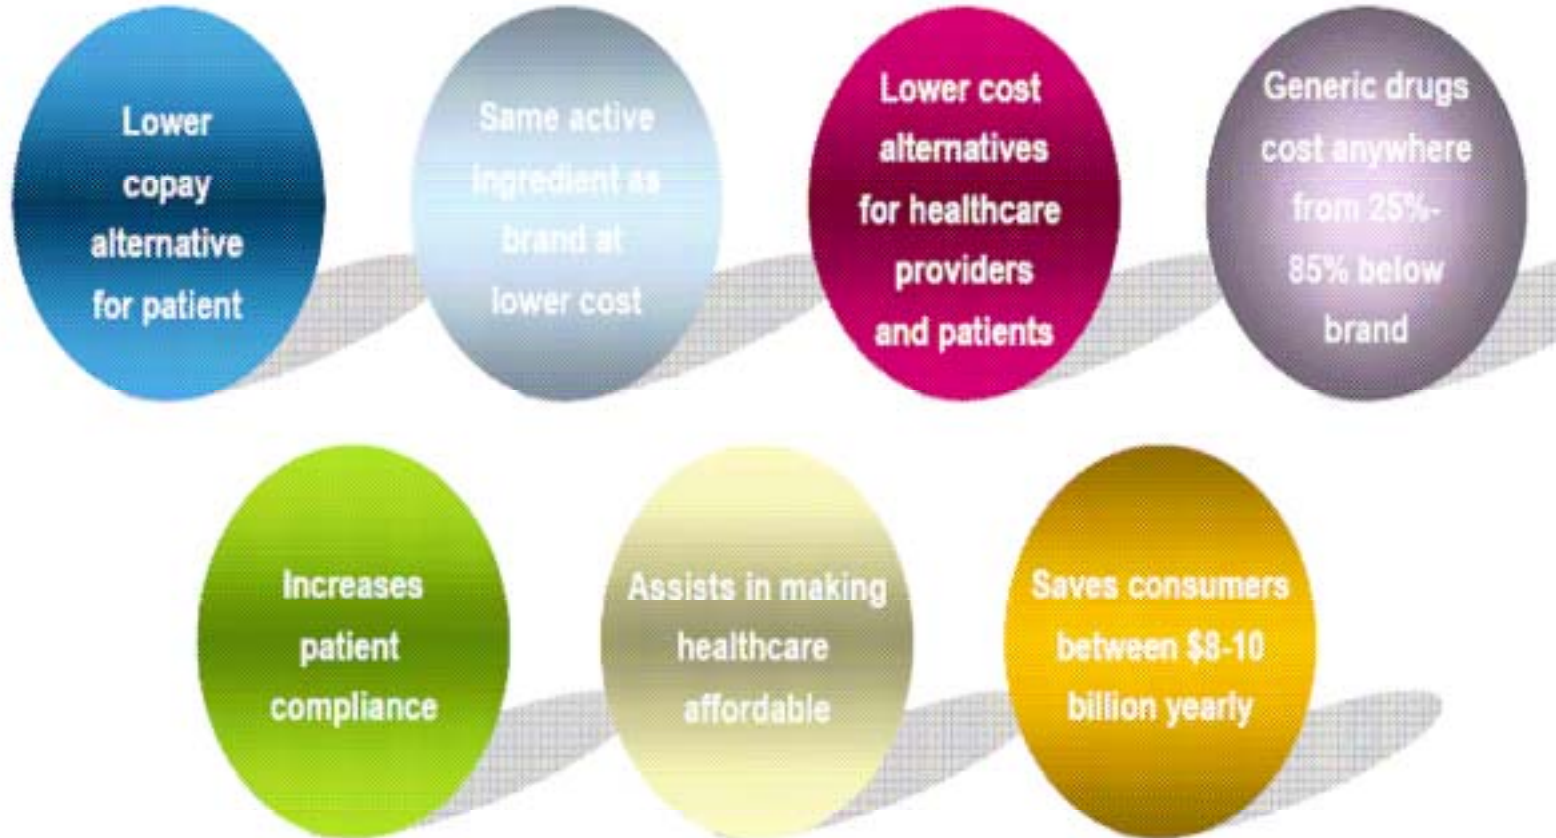 Lower
copay
alternative
for patient
Same active
ingredient as
brand at
lower cost
Lower cost
alternatives
for healthcare
providers
and patients
Generic drugs
cost anywhere
from 25%-
85% below
brand
Increases
patient
compliance
Assists in making
healthcare
affordable
Saves consumers
between $8-10
billion yearly